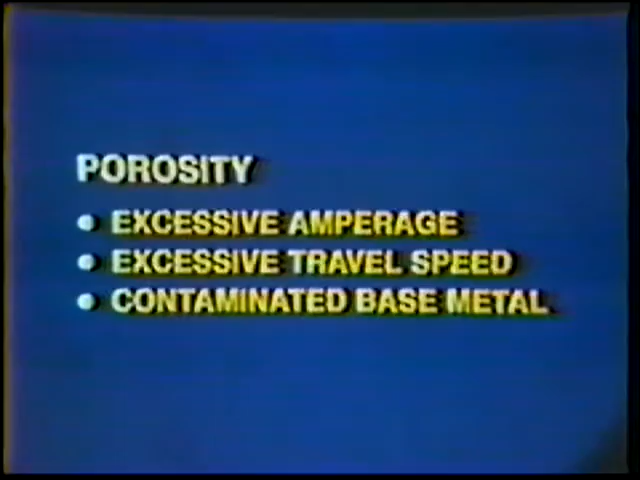 POROSITY
• EXCESSIVE AMPERAGE
• EXCESSIVE TRAVEL SPEED
• CONTAMINATED BASE METAL